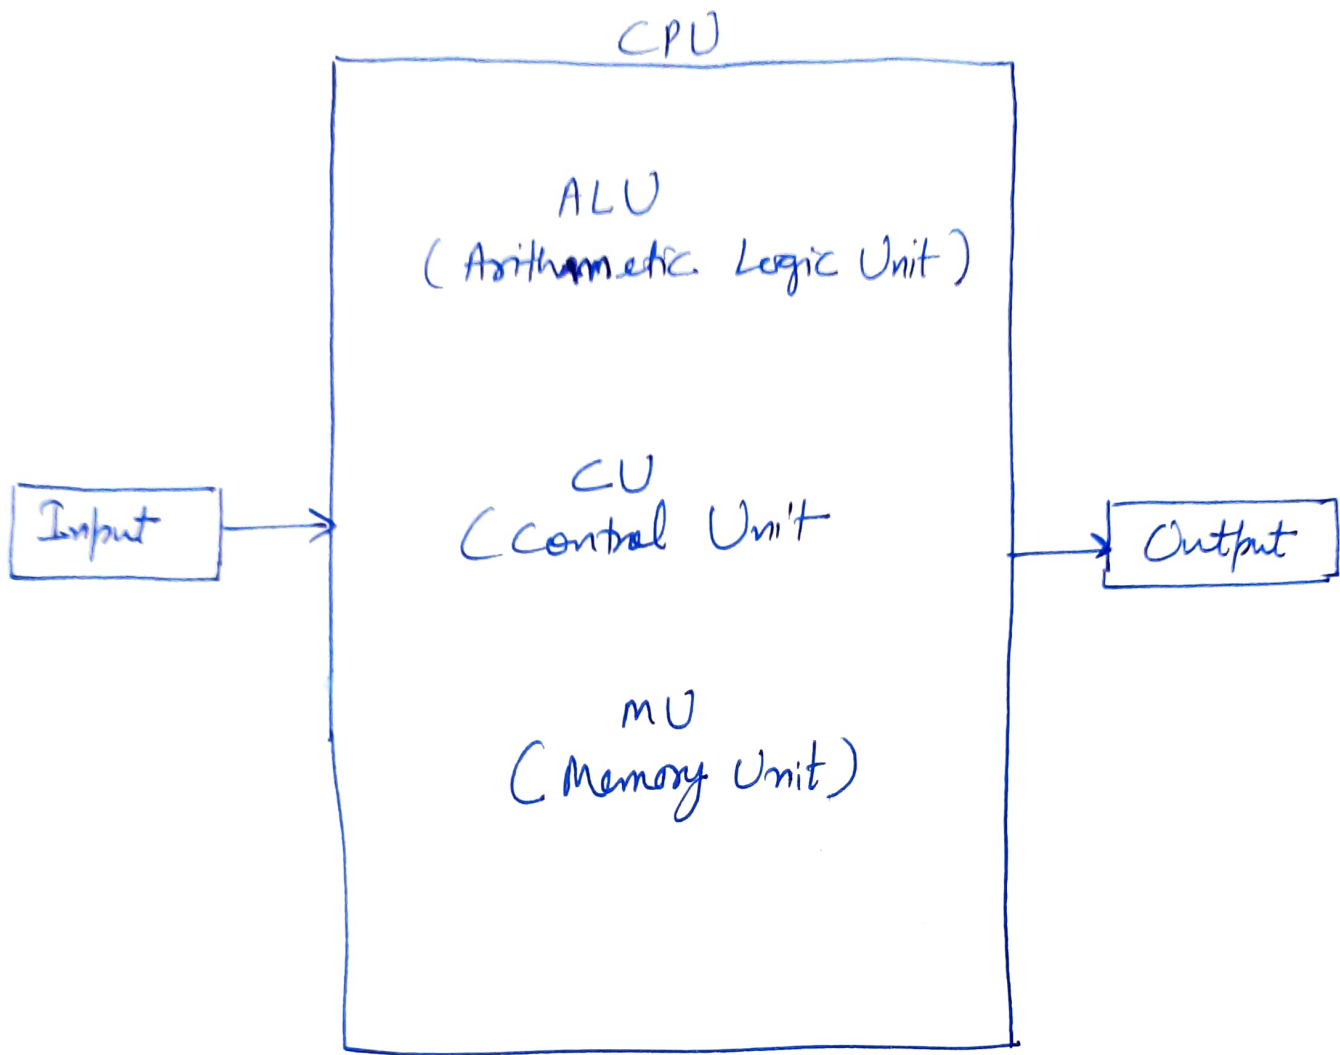 CPU
ALU
(Arithmetic Logic Unit)
Input
CU
(Control Unit
Output
MU
(Memory Unit)